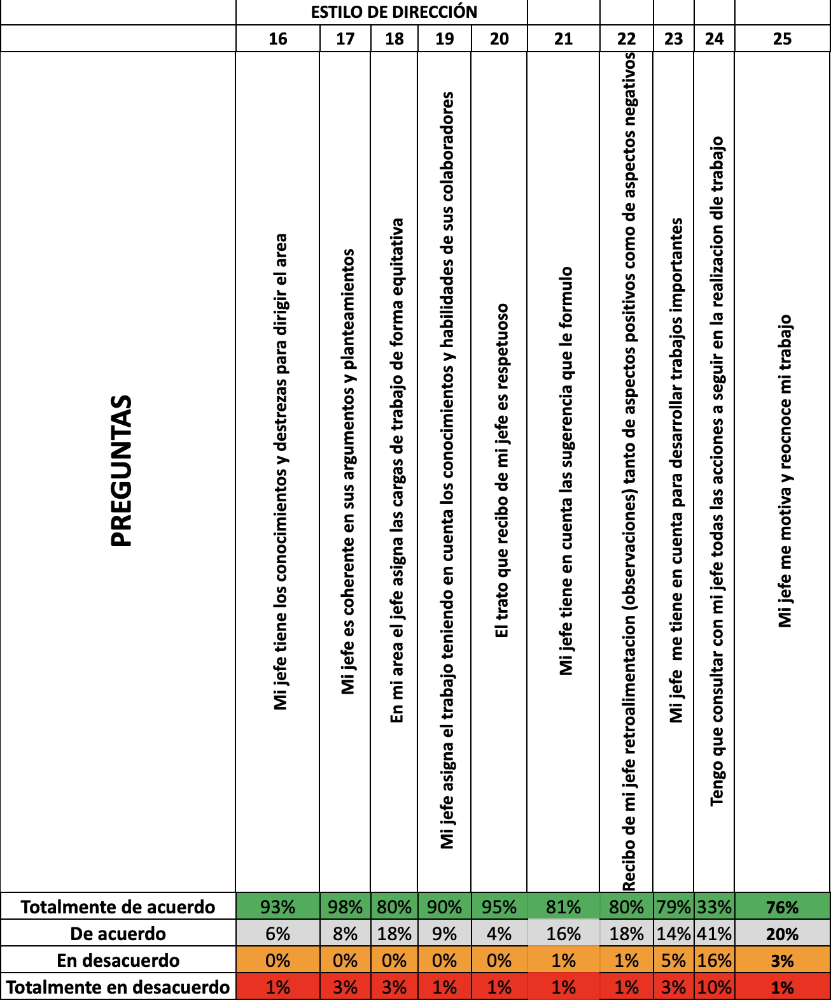 ESTILO DE DIRECCIÓN
16 17 18 19 20 21 22 23 24 25
PREGUNTAS
Mi jefe tiene los conocimientos y destrezas para dirigir el area
Mi jefe es coherente en sus argumentos y planteamientos
En mi area el jefe asigna las cargas de trabajo de forma equitativa
Mi jefe asigna el trabajo teniendo en cuenta los conocimientos y habilidades de sus colaboradores
El trato que recibo de mi jefe es respetuoso
Mi jefe tiene en cuenta las sugerencia que le formulo
Recibo de mi jefe retroalimentacion (observaciones) tanto de aspectos positivos como de aspectos negativos
Mi jefe  me tiene en cuenta para desarrollar trabajos importantes
Tengo que consultar con mi jefe todas las acciones a seguir en la realizacion dle trabajo
Mi jefe me motiva y reocnoce mi trabajo
Totalmente de acuerdo 93% 98% 80% 90% 95% 81% 80% 79% 33% 76%
De acuerdo 6% 8% 18% 9% 4% 16% 18% 14% 41% 20%
En desacuerdo 0% 0% 0% 0% 0% 1% 1% 5% 16% 3%
Totalmente en desacuerdo 1% 3% 3% 1% 1% 1% 1% 3% 10% 1%